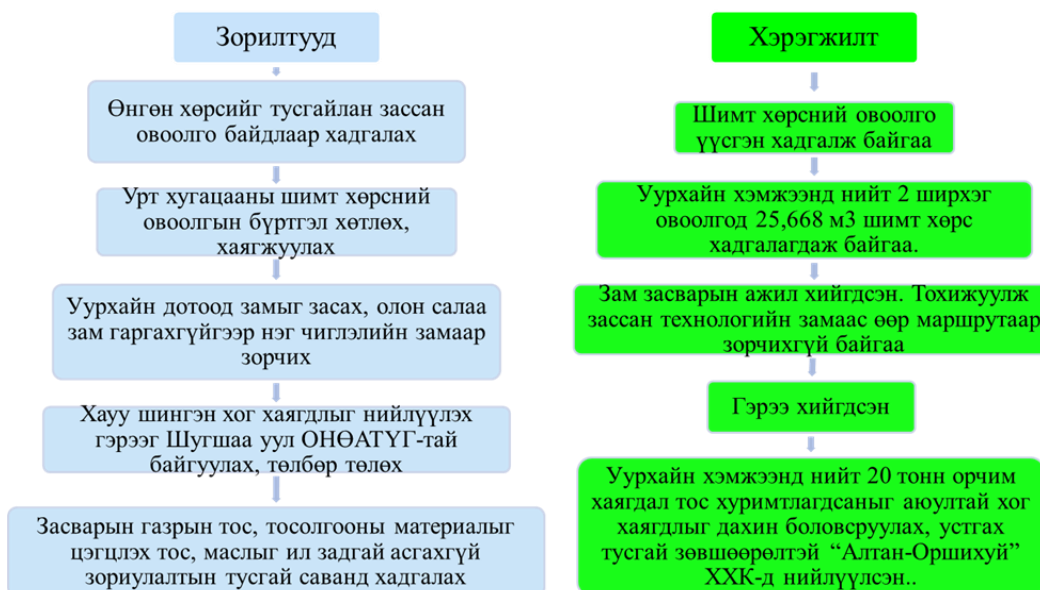 Зорилтууд
Өнгөн хөрсийг тусгайлан зассан
овоолго байдлаар хадгалах
Урт хугацааны шимт хөрсний
овоолгын бүртгэл хөтлөх,
хаягжуулах
Уурхайн дотоод замыг засах, олон салаа
зам гаргахгүйгээр нэг чиглэлийн замаар
зорчих
Хауу шингэн хог хаягдлыг нийлүүлэх
гэрээг Шугшаа уул ОНӨАТҮГ-тай
байгуулах, төлбөр төлөх
Засварын газрын тос, тосолгооны материалыг
цэгцлэх тос, маслыг ил задгай асгахгүй
зориулалтын тусгай саванд хадгалах
Хэрэгжилт
Шимт хөрсний овоолго
үүсгэн хадгалж байгаа
Уурхайн хэмжээнд нийт 2 ширхэг
овоолгод 25,668 м3 шимт хөрс
хадгалагдаж байгаа.
Зам засварын ажил хийгдсэн. Тохижуулж
зассан технологийн замаас өөр маршрутаар
зорчихгүй байгаа
Гэрээ хийгдсэн
Уурхайн хэмжээнд нийт 20 тонн орчим
хаягдал тос хуримтлагдсаныг аюултай хог
хаягдлыг дахин боловсруулах, устгах
тусгай зөвшөөрөлтэй “Алтан-Оршихуй”
ХХК-д нийлүүлсэн..